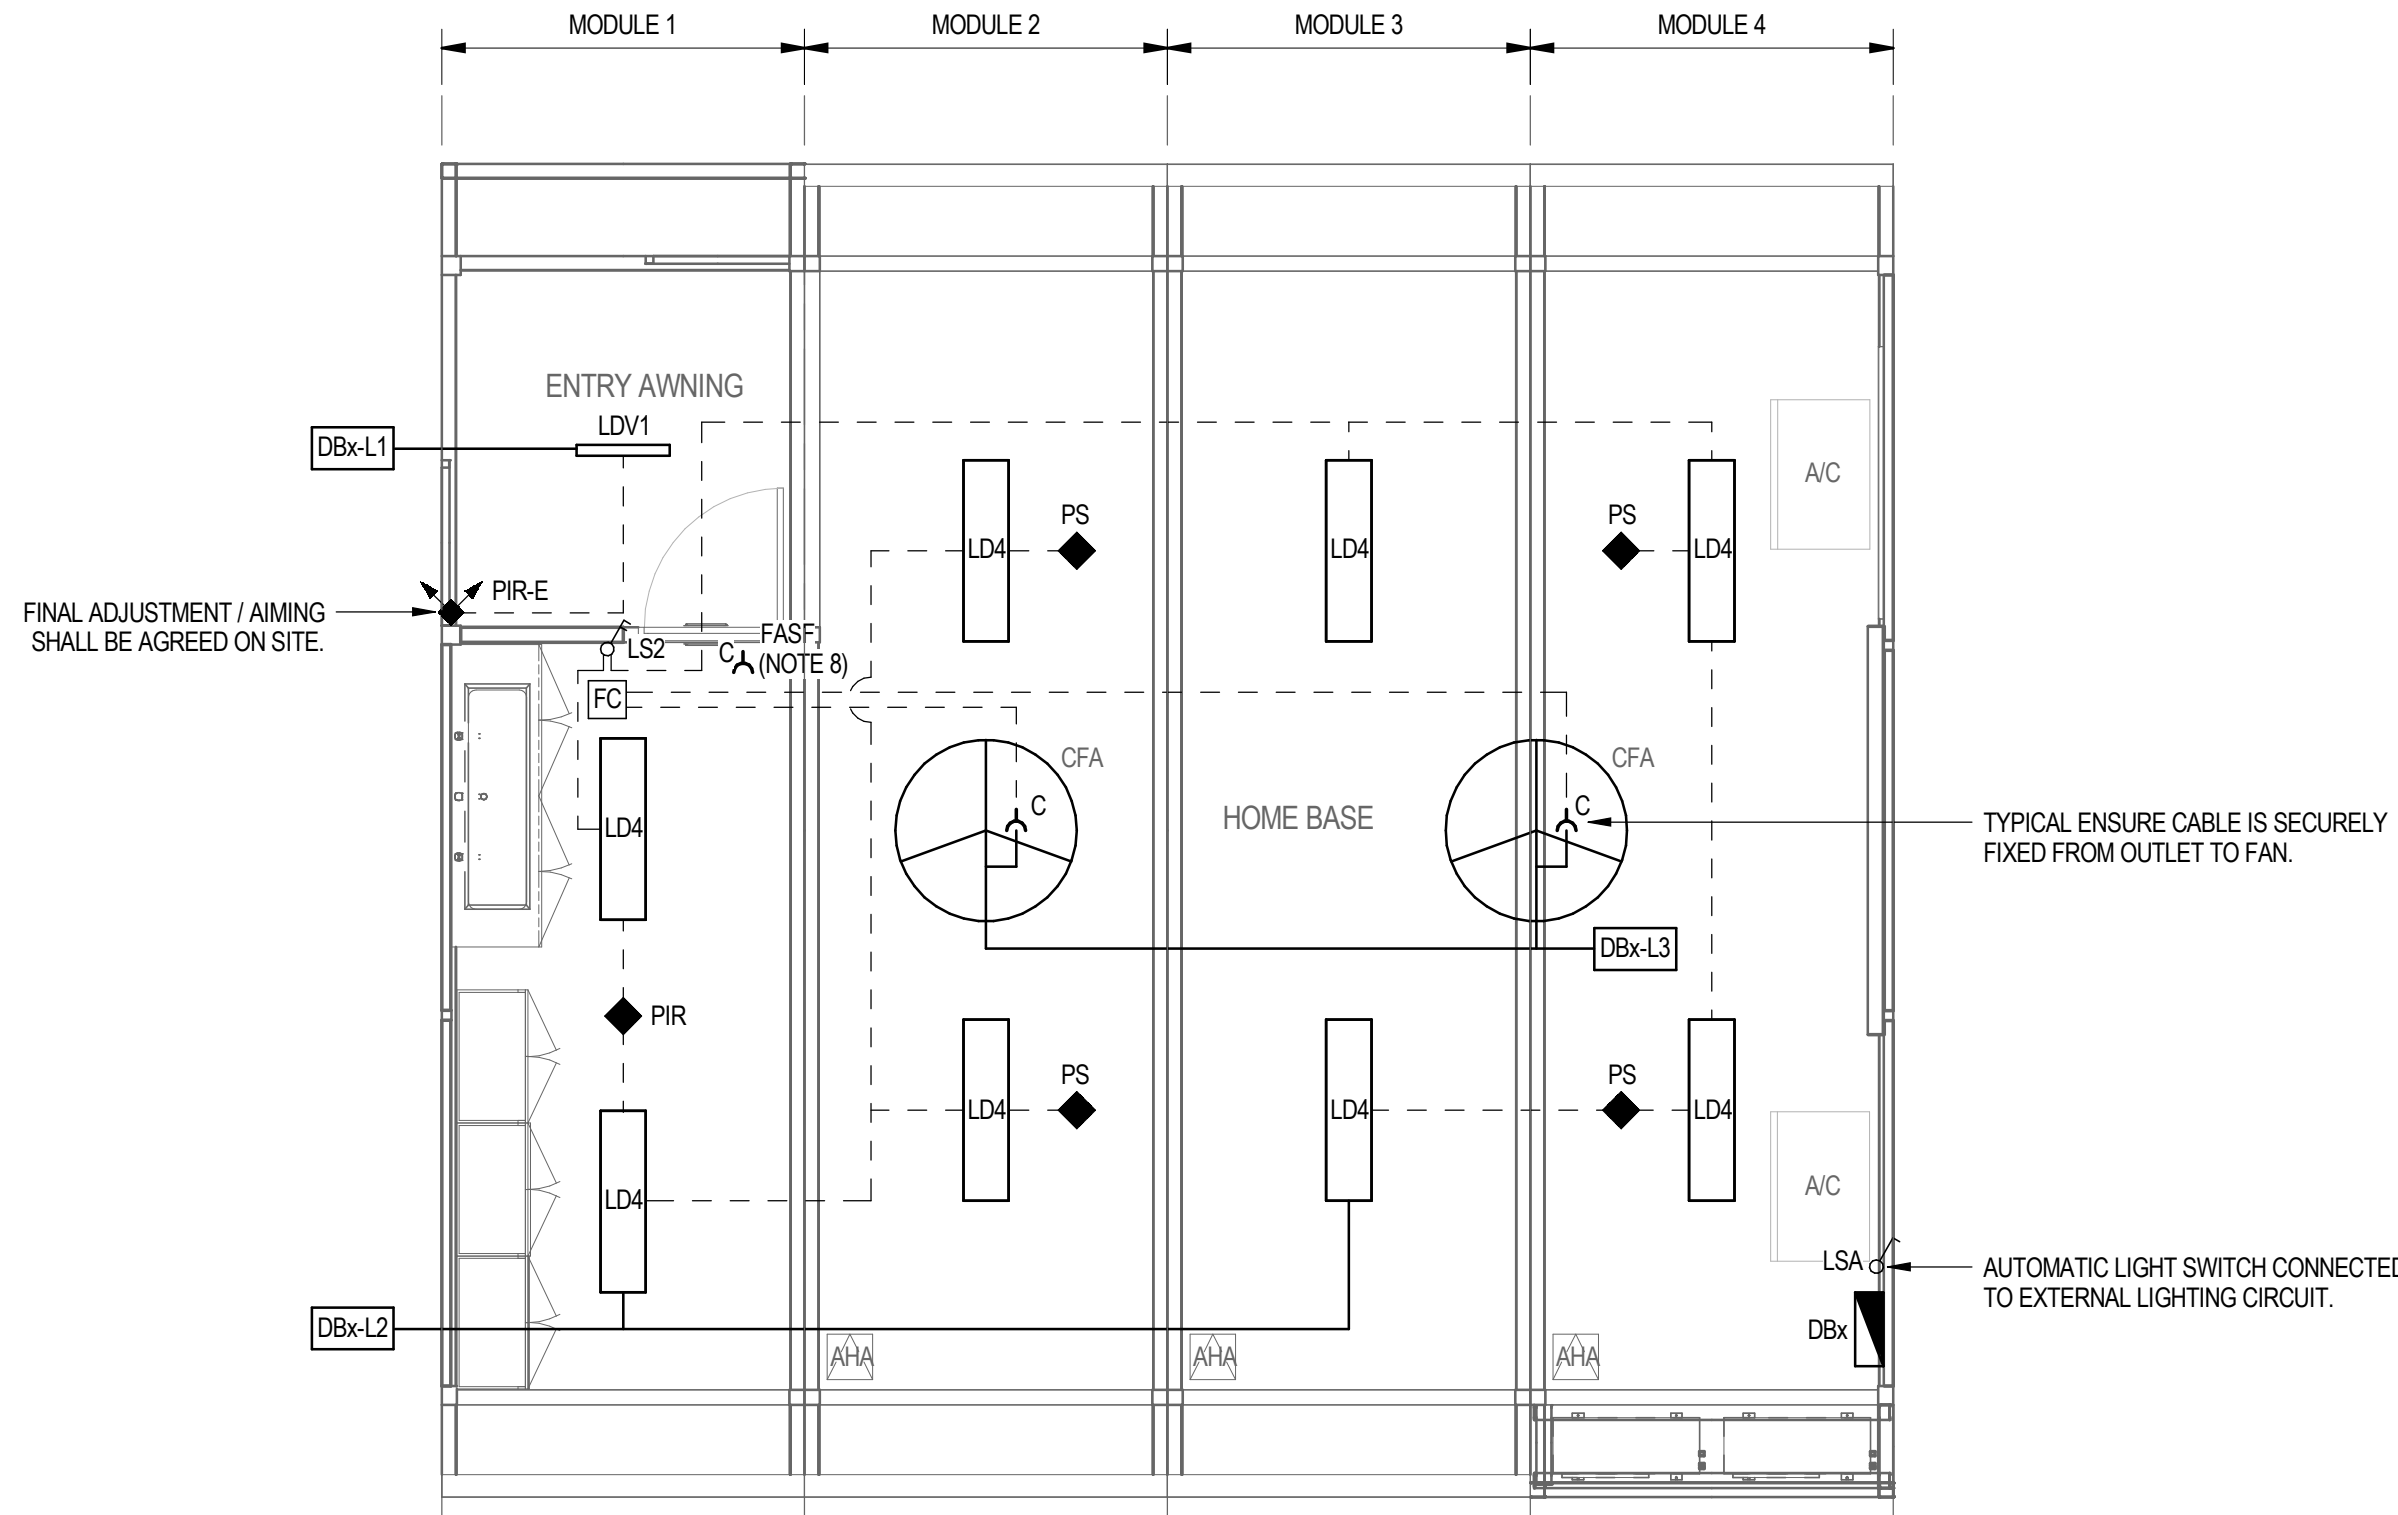 MODULE 1
MODULE 2
MODULE 3
MODULE 4
ENTRY AWNING
LDV1
DBx-L1
A/C
PS
PS
LD4
LD4
LD4
PIR-E
FINAL ADJUSTMENT / AIMING
SHALL BE AGREED ON SITE.
LS2
C
FASF
(NOTE 8)
FC
CFA
CFA
C
C
HOME BASE
LD4
TYPICAL ENSURE CABLE IS SECURELY
FIXED FROM OUTLET TO FAN.
DBx-L3
PIR
PS
PS
LD4
LD4
LD4
LD4
A/C
LSA
AUTOMATIC LIGHT SWITCH CONNECTED
TO EXTERNAL LIGHTING CIRCUIT.
DBx-L2
DBx
AHA
AHA
AHA